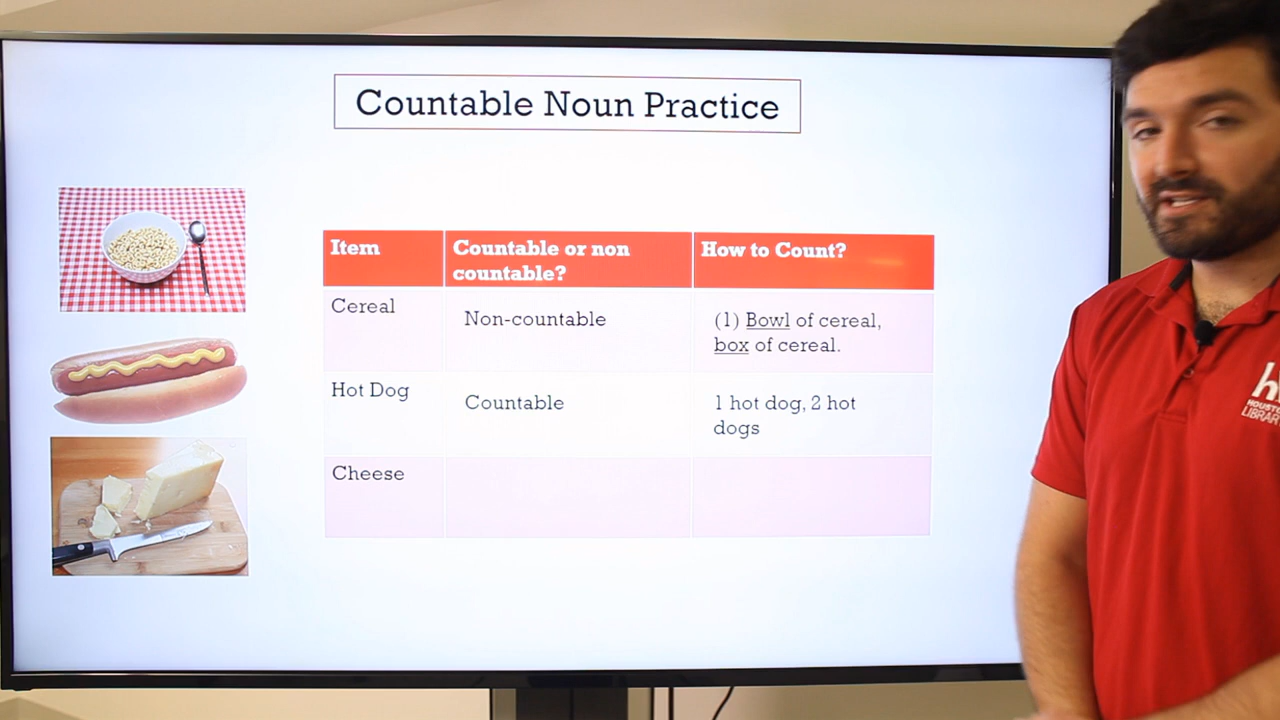 Countable Noun Practice
Item
Countable or non
countable?
How to Count?
Cereal
Non-countable
(1) Bowl of cereal,
box of cereal.
Hot Dog
Countable
1 hot dog, 2 hot
dogs
Cheese